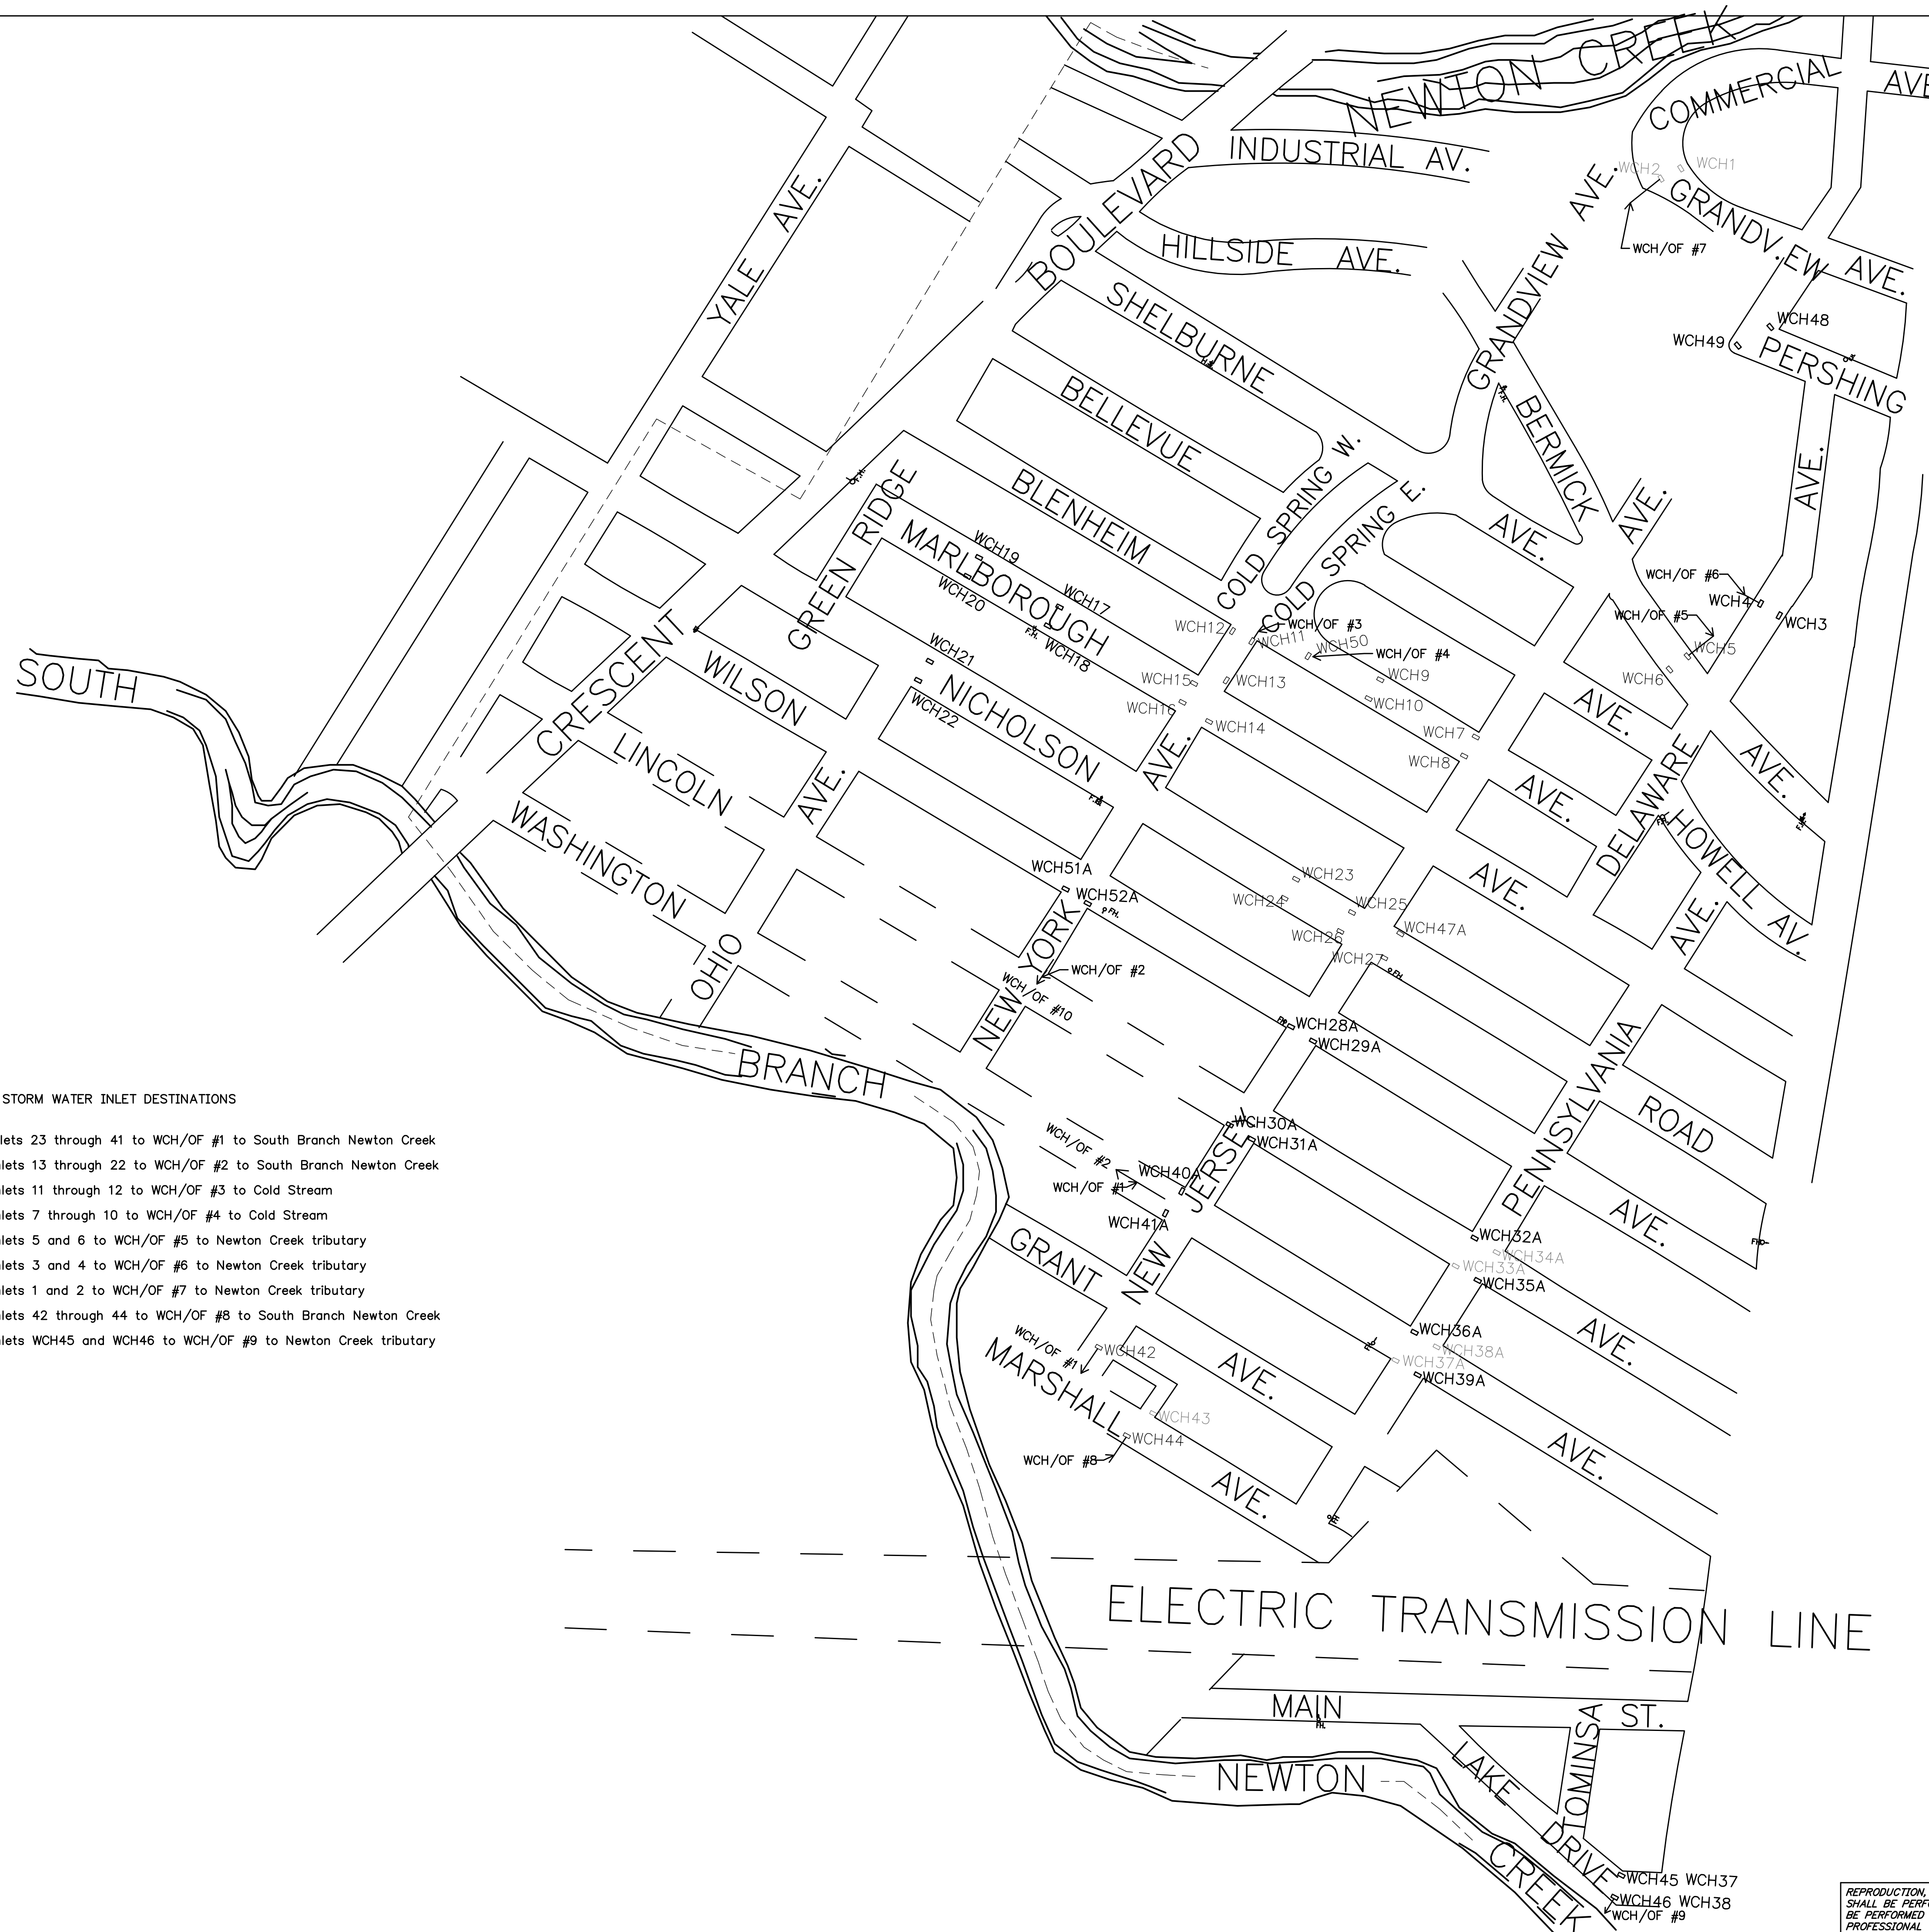 NEWTON CREEK
COMMERCIAL AVE
BOULEVARD
INDUSTRIAL AV.
HILLSIDE AVE.
YALE AVE.
GRANDVIEW AVE.
WCH2
WCH1
GRANDV.EW AVE.
WCH/OF #7
WCH48
WCH49
PERSHING
AVE.
SHELBURNE
BELLEVUE
BLENHEIM
MARLBOROUGH
BERMICK
AVE.
AVE.
COLD SPRING W.
COLD SPRING E.
GREEN RIDGE
F.H.
WCH19
WCH20
WCH17
WCH18
F.H.
WCH/OF #6
WCH4
WCH3
WCH/OF #5
WCH5
WCH6
WCH12
WCH/OF #3
WCH11
WCH50
WCH/OF #4
WCH9
WCH10
WCH15
WCH13
WCH16
WCH14
WCH7
WCH8
WCH21
WCH22
SOUTH
CRESCENT
WILSON
NICHOLSON
LINCOLN
WASHINGTON
AVE.
AVE.
AVE.
AVE.
AVE.
DELAWARE
AVE.
HOWELL AV.
AVE.
OHIO
WCH51A
WCH52A
F.H.
NEW YORK
WCH/OF #2
WCH/OF #10
WCH23
WCH24
WCH25
WCH26
WCH47A
WCH27
F.H.
WCH28A
WCH29A
BRANCH
PENNSYLVANIA
ROAD
AVE.
WCH30A
WCH31A
WCH/OF #2
WCH40A
WCH/OF #1
WCH41A
NEW JERSEY
WCH32A
WCH34A
WCH33A
WCH35A
FH
STORM WATER INLET DESTINATIONS
lets 23 through 41 to WCH/OF #1 to South Branch Newton Creek
lets 13 through 22 to WCH/OF #2 to South Branch Newton Creek
lets 11 through 12 to WCH/OF #3 to Cold Stream
lets 7 through 10 to WCH/OF #4 to Cold Stream
lets 5 and 6 to WCH/OF #5 to Newton Creek tributary
lets 3 and 4 to WCH/OF #6 to Newton Creek tributary
lets 1 and 2 to WCH/OF #7 to Newton Creek tributary
lets 42 through 44 to WCH/OF #8 to South Branch Newton Creek
lets WCH45 and WCH46 to WCH/OF #9 to Newton Creek tributary
GRANT
AVE.
WCH36A
WCH38A
WCH37A
WCH39A
AVE.
WCH/OF #1
WCH42
MARSHALL
AVE.
WCH43
WCH44
WCH/OF #8
AVE.
ELECTRIC TRANSMISSION LINE
MAIN ST.
F.H.
TOMINSA
NEWTON
LAKE DRIVE
CREEK
WCH45 WCH37
WCH46 WCH38
WCH/OF #9
REPRODUCTION,
SHALL BE PERF
BE PERFORMED
PROFESSIONAL